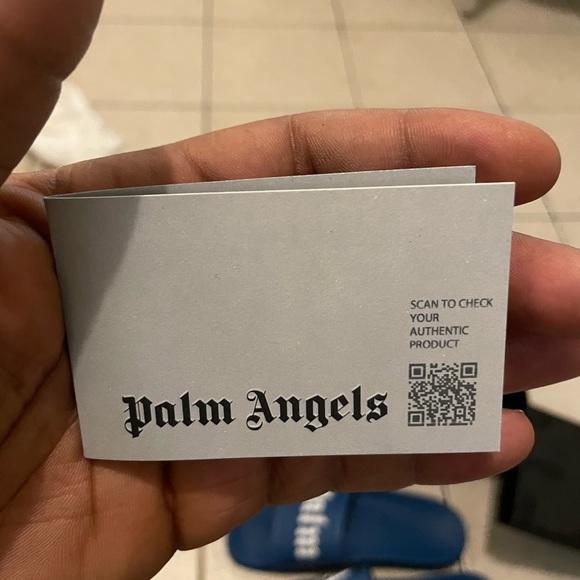 SCAN TO CHECK
YOUR
AUTHENTIC
PRODUCT
Palm Angels